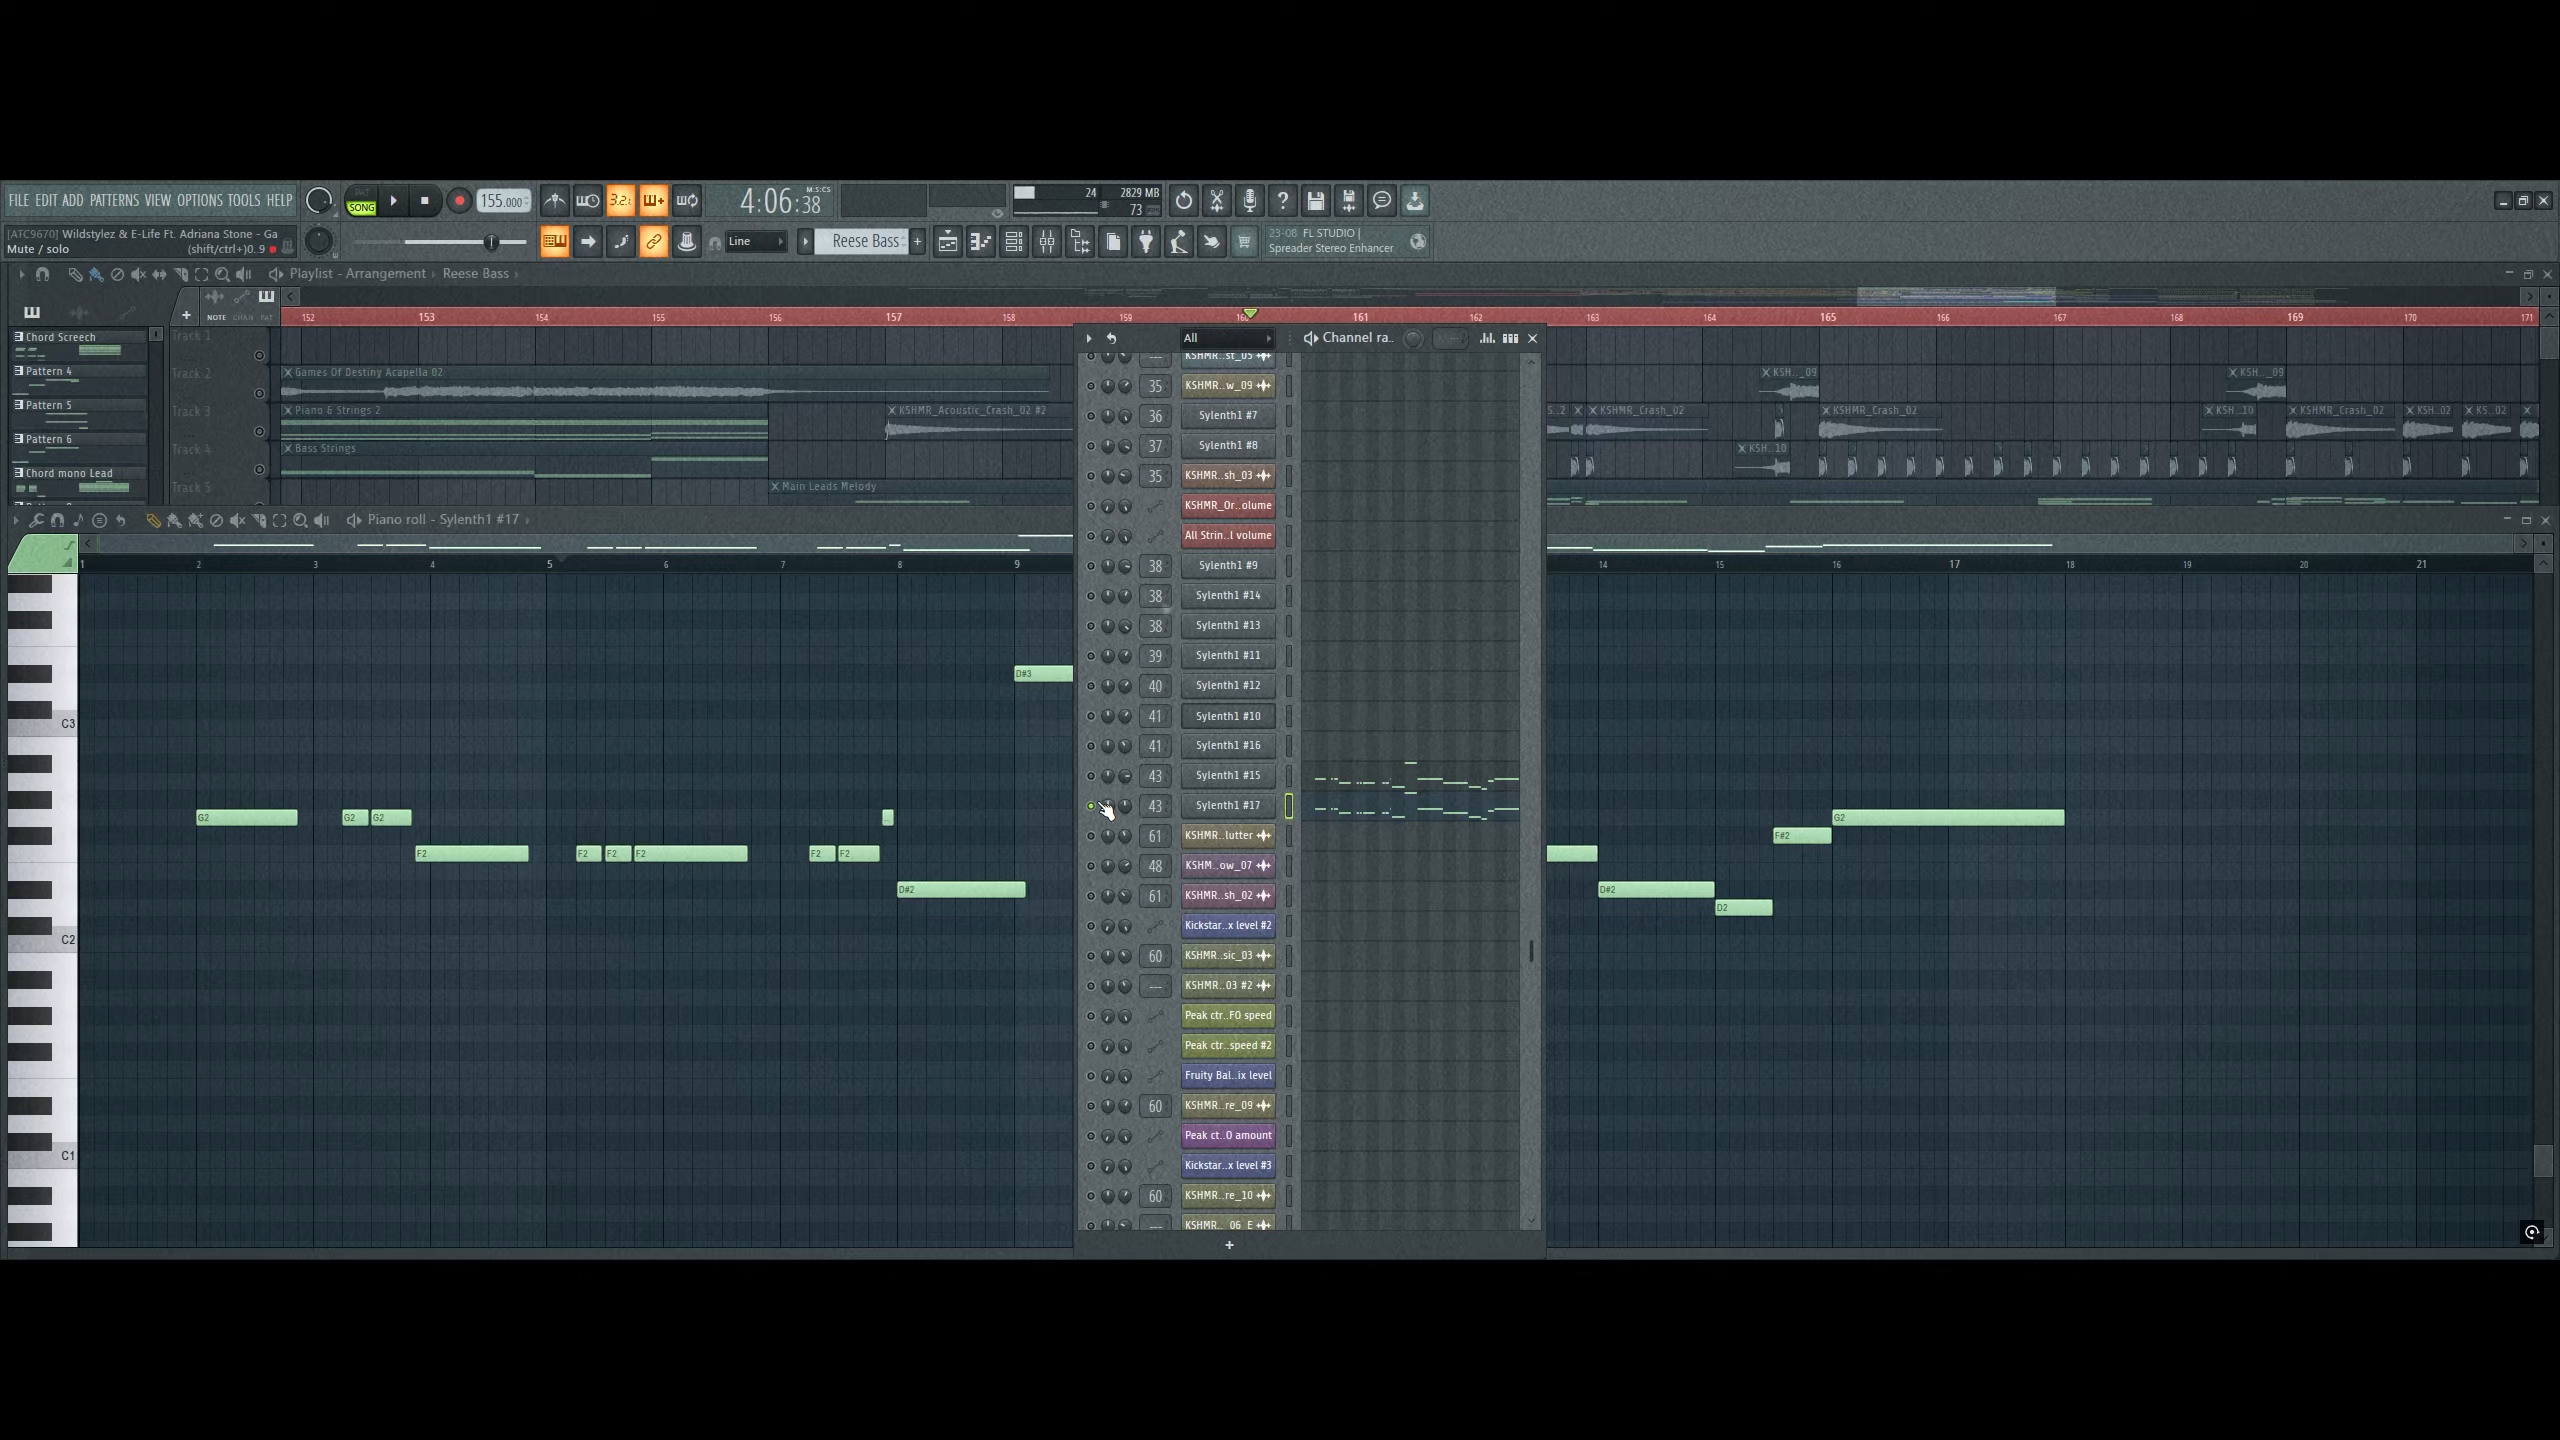 FILE EDIT ADD PATTERNS VIEW OPTIONS TOOLS HELP
SONG
155.000
3.2
4:06:38
M:S:CS
24
2829 MB
73
[ATC9670] Wildstylez & E-Life Ft. Adriana Stone - Ga
Mute / solo (shift/ctrl+)0..9
Line
Reese Bass
+
23-08 FL STUDIO |
Spreader Stereo Enhancer
Playlist - Arrangement › Reese Bass ›
NOTE CHAN PAT
152 153 154 155 156 157 158 159 160 161 162 163 164 165 166 167 168 169 170 171
Chord Screech
Pattern 4
Pattern 5
Pattern 6
Chord mono Lead
Track 1
Track 2
Track 3
Track 4
Track 5
Games Of Destiny Acapella 02
Piano & Strings 2
KSHMR_Acoustic_Crash_02 #2
Bass Strings
Main Leads Melody
KSH..._09
KSH..._09
S..2
KSHMR_Crash_02
KSHMR_Crash_02
KSH..10
KSHMR_Crash_02
KSH..02
KS..02
KSH..10
Piano roll - Sylenth1 #17 ›
1 2 3 4 5 6 7 8 9 14 15 16 17 18 19 20 21
C3
C2
C1
G2
G2
G2
F2
F2
F2
F2
F2
F2
D#2
D#3
D#2
D2
F#2
G2
All
Channel ra..
--- KSHMR..st_05
35 KSHMR..w_09
36 Sylenth1 #7
37 Sylenth1 #8
35 KSHMR..sh_03
KSHMR_Or..olume
All Strin..l volume
38 Sylenth1 #9
38 Sylenth1 #14
38 Sylenth1 #13
39 Sylenth1 #11
40 Sylenth1 #12
41 Sylenth1 #10
41 Sylenth1 #16
43 Sylenth1 #15
43 Sylenth1 #17
61 KSHMR..lutter
48 KSHM..ow_07
61 KSHMR..sh_02
Kickstar..x level #2
60 KSHMR..sic_03
--- KSHMR..03 #2
Peak ctr..FO speed
Peak ctr..speed #2
Fruity Bal..ix level
60 KSHMR..re_09
Peak ct..O amount
Kickstar..x level #3
60 KSHMR..re_10
--- KSHMR.._06_E
+